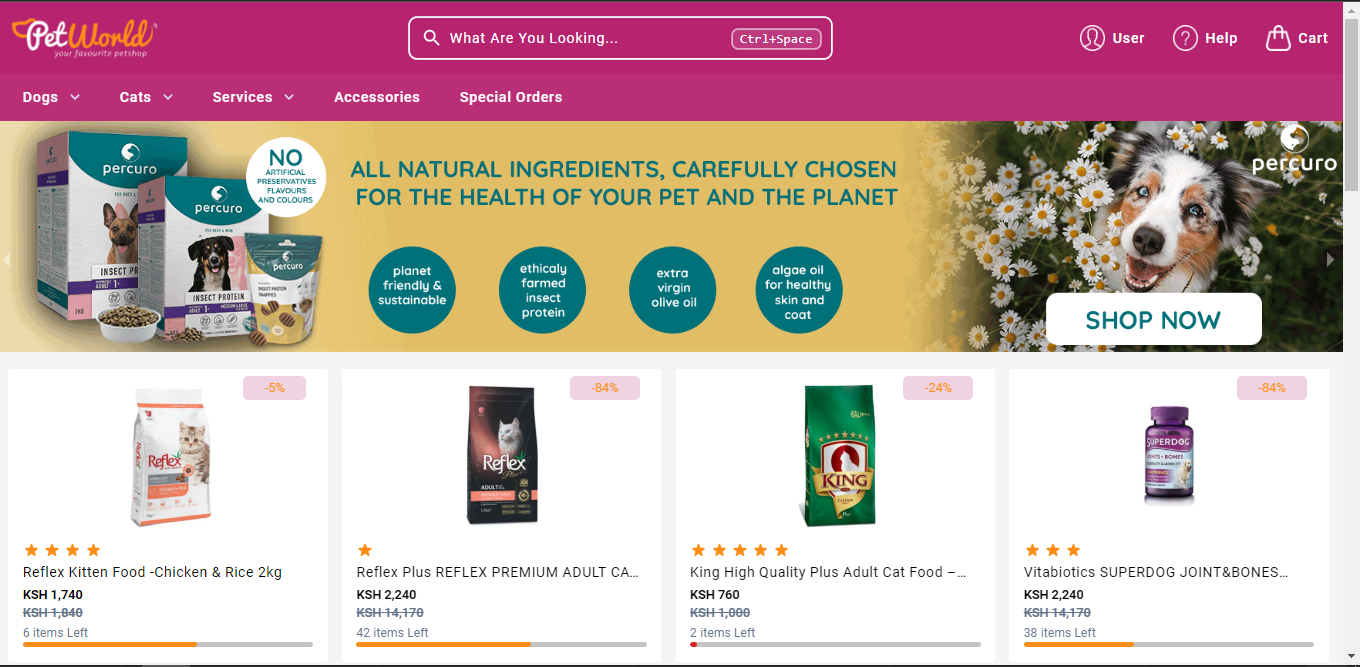 PetWorld
your favourite petshop
What Are You Looking...
Ctrl+Space
User
Help
Cart
Dogs
Cats
Services
Accessories
Special Orders
percuro
percuro
percuro
INSECT PR
INSECT PROTEIN
NO
ARTIFICIAL
PRESERVATIVES
FLAVOURS
AND COLOURS
ALL NATURAL INGREDIENTS, CAREFULLY CHOSEN
FOR THE HEALTH OF YOUR PET AND THE PLANET
planet
friendly &
sustainable
ethicaly
farmed
insect
protein
extra
virgin
olive oil
algae oil
for healthy
skin and
coat
percuro
SHOP NOW
-5%
Reflex
Reflex Kitten Food -Chicken & Rice 2kg
KSH 1,740
KSH 1,840
6 items Left
-84%
Reflex
Plus
ADULT
Reflex Plus REFLEX PREMIUM ADULT CA...
KSH 2,240
KSH 14,170
42 items Left
-24%
KING
King High Quality Plus Adult Cat Food –...
KSH 760
KSH 1,000
2 items Left
-84%
SUPERDOG
JOINTS + BONES
Vitabiotics SUPERDOG JOINT&BONES...
KSH 2,240
KSH 14,170
38 items Left